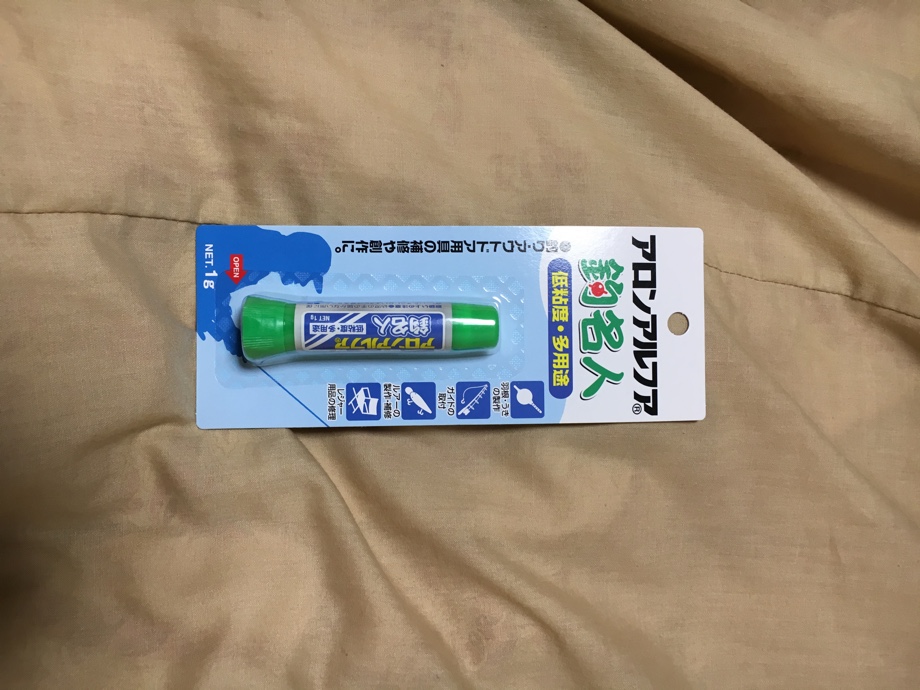 アロンアルフア®
釣名人
低粘度・多用途
●釣り・アウトドア用具の補修や創作に。
羽根・うき
の製作
ガイドの
取付
ルアーの
製作・補修
レジャー
用品の修理
アロンアルフア
釣名人
低粘度・多用途
NET 1g
OPEN
NET. 1g